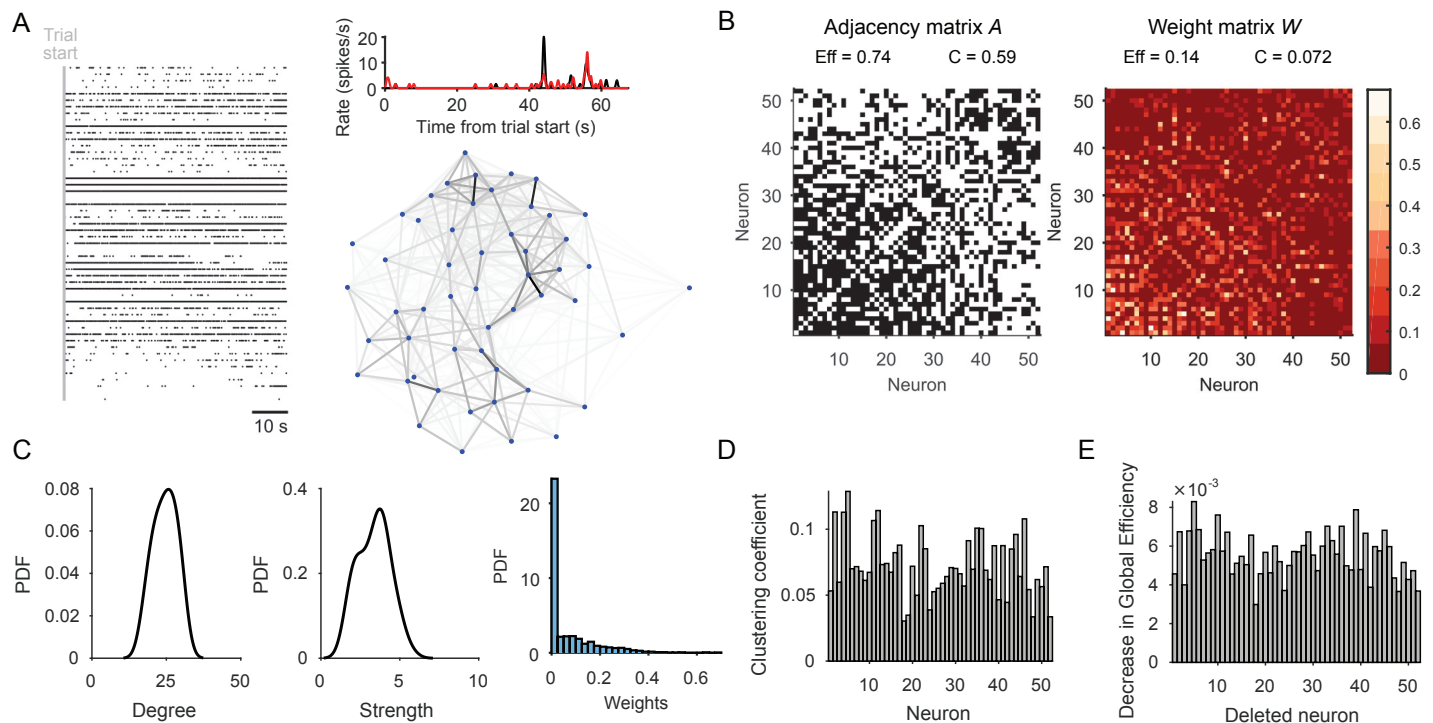 A
Trial
start
10 s
Rate (spikes/s)
20
10
0
0
20
40
60
Time from trial start (s)
B
Adjacency matrix A
Eff = 0.74
C = 0.59
Neuron
50
40
30
20
10
10
20
30
40
50
Neuron
Weight matrix W
Eff = 0.14
C = 0.072
Neuron
50
40
30
20
10
10
20
30
40
50
Neuron
0.6
0.5
0.4
0.3
0.2
0.1
0
C
PDF
0.08
0.06
0.04
0.02
0
0
25
50
Degree
PDF
0.4
0.2
0
0
5
10
Strength
PDF
20
10
0
0
0.2
0.4
0.6
Weights
D
Clustering coefficient
0.1
0.05
0
10
20
30
40
50
Neuron
E
Decrease in Global Efficiency
×10⁻³
8
6
4
2
0
10
20
30
40
50
Deleted neuron